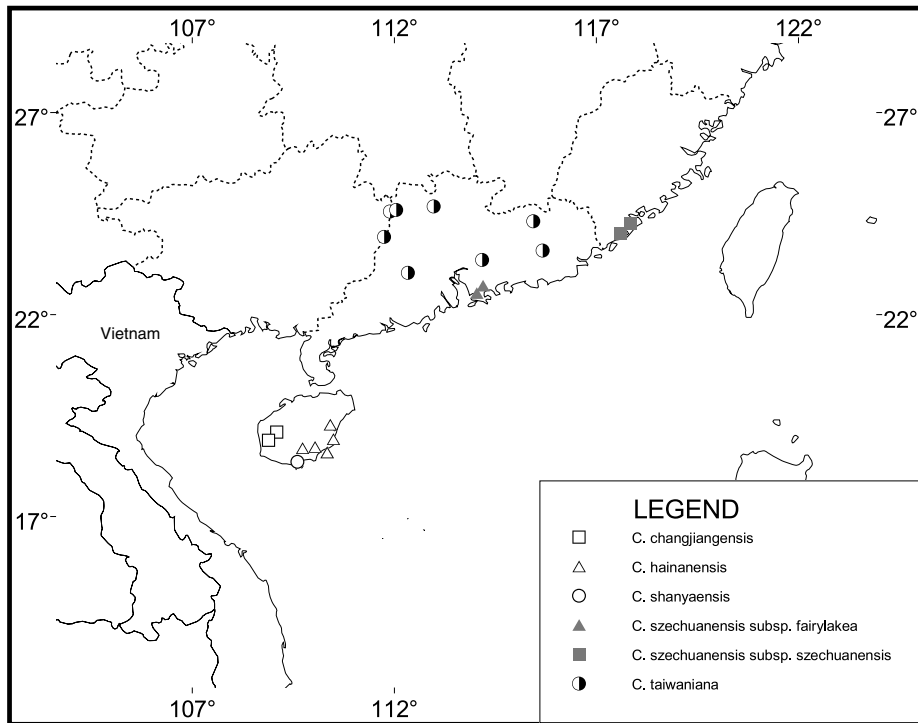 107° 112° 117° 122°
27° 27°
22° 22°
Vietnam
17°
LEGEND
C. changjiangensis
C. hainanensis
C. shanyaensis
C. szechuanensis subsp. fairylakea
C. szechuanensis subsp. szechuanensis
C. taiwaniana
107° 112°